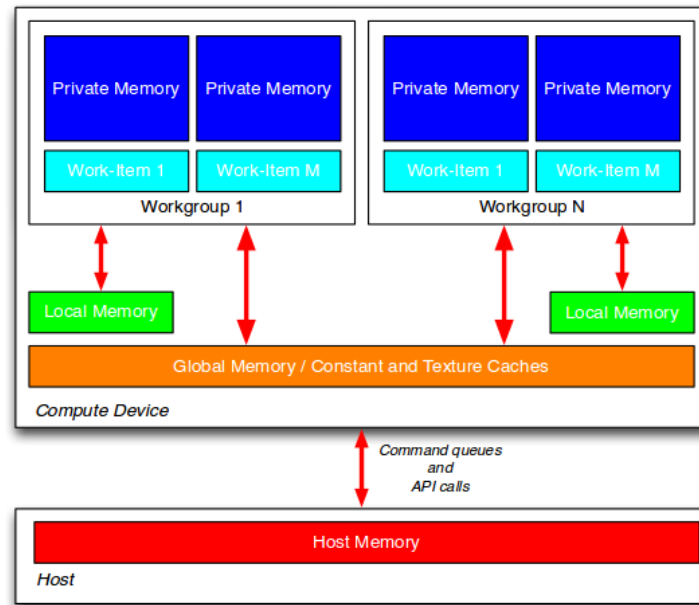 Private Memory
Private Memory
Private Memory
Private Memory
Work-Item 1
Work-Item M
Work-Item 1
Work-Item M
Workgroup 1
Workgroup N
Local Memory
Local Memory
Global Memory / Constant and Texture Caches
Compute Device
Command queues
and
API calls
Host Memory
Host